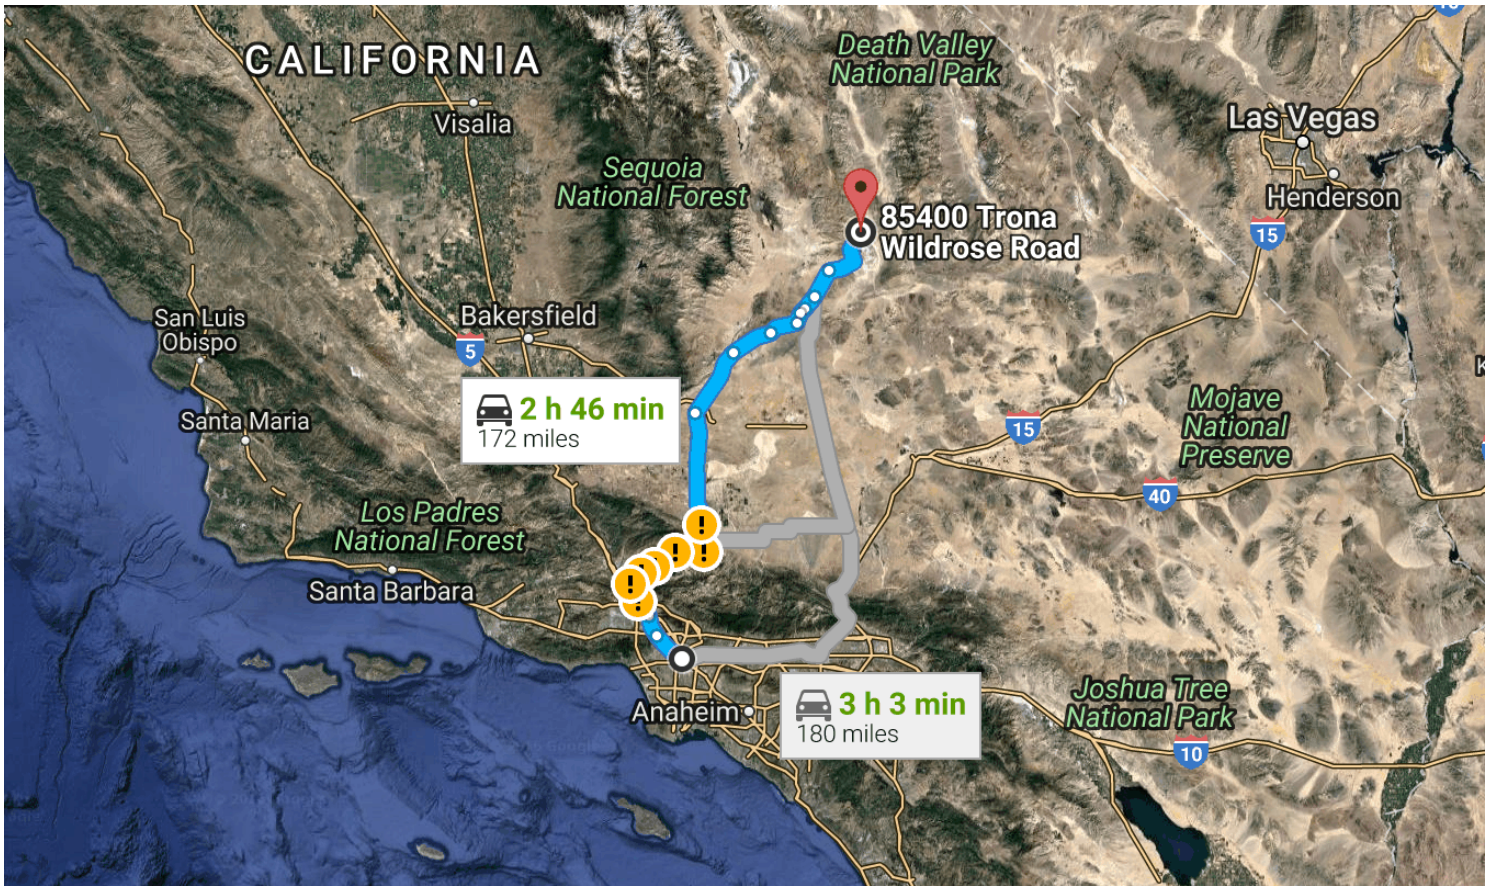 CALIFORNIA
Death Valley
National Park
Visalia
Las Vegas
Henderson
Sequoia
National Forest
85400 Trona
Wildrose Road
15
San Luis
Obispo
Bakersfield
5
2 h 46 min
172 miles
Santa Maria
15
Mojave
National
Preserve
40
Los Padres
National Forest
Santa Barbara
!
!
!
!
!
Anaheim
3 h 3 min
180 miles
Joshua Tree
National Park
10